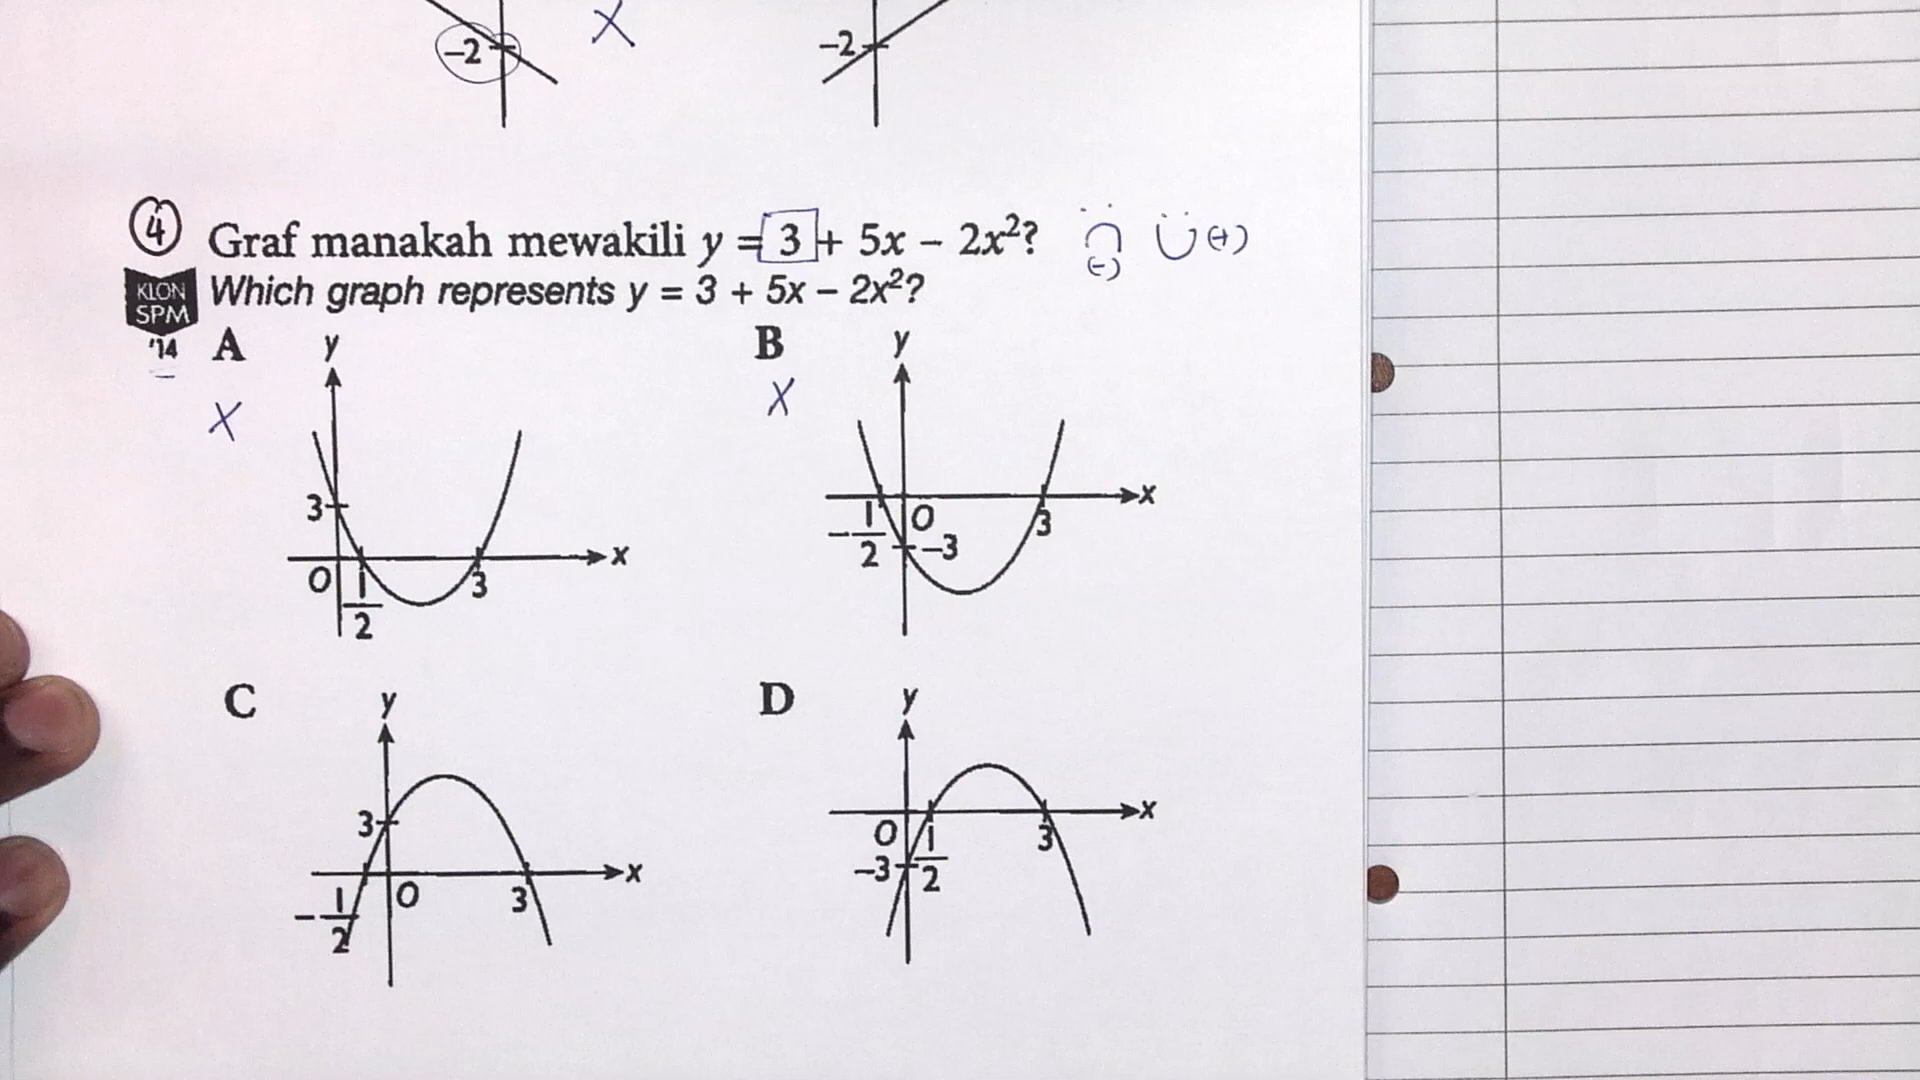 -2 X -2
4 Graf manakah mewakili y = 3 + 5x – 2x²? (-) (+)
KLON SPM '14 Which graph represents y = 3 + 5x – 2x²?
A B
X X
y
3
O 1/2 3 x
y
-1/2 O 3 x
-3
C D
y
3
-1/2 O 3 x
y
O 1/2 3 x
-3